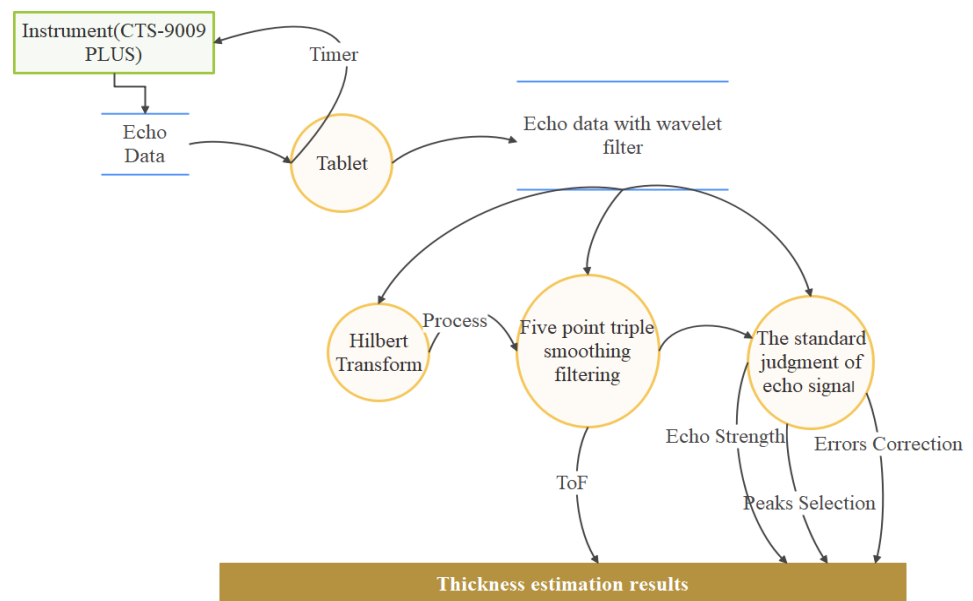 Instrument(CTS-9009
PLUS)
Timer
Echo
Data
Tablet
Echo data with wavelet
filter
Hilbert
Transform
Process
Five point triple
smoothing
filtering
The standard
judgment of
echo signal
Echo Strength
Errors Correction
ToF
Peaks Selection
Thickness estimation results